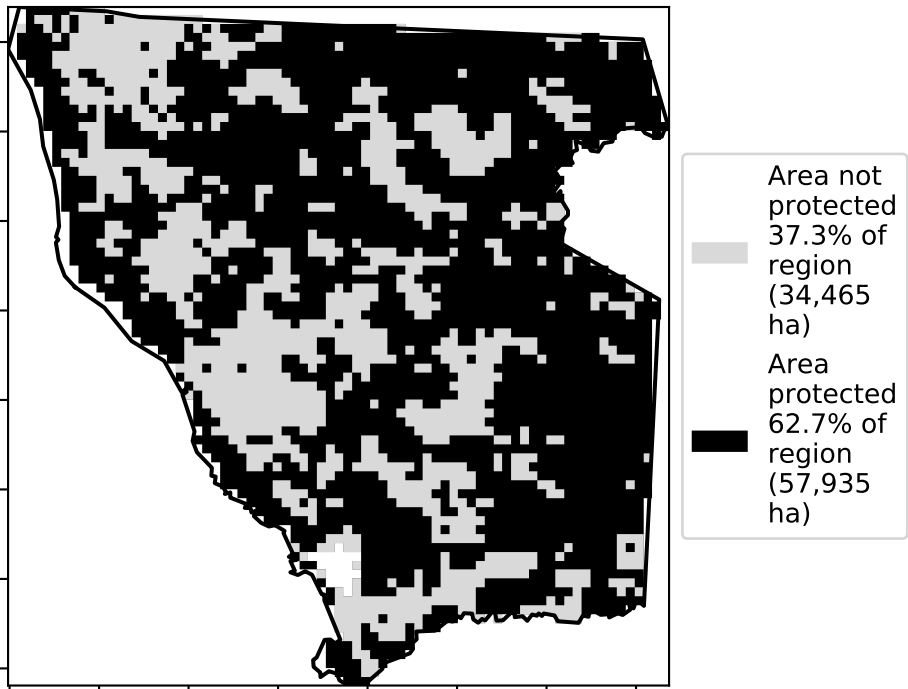 Area not
protected
37.3% of
region
(34,465
ha)
Area
protected
62.7% of
region
(57,935
ha)